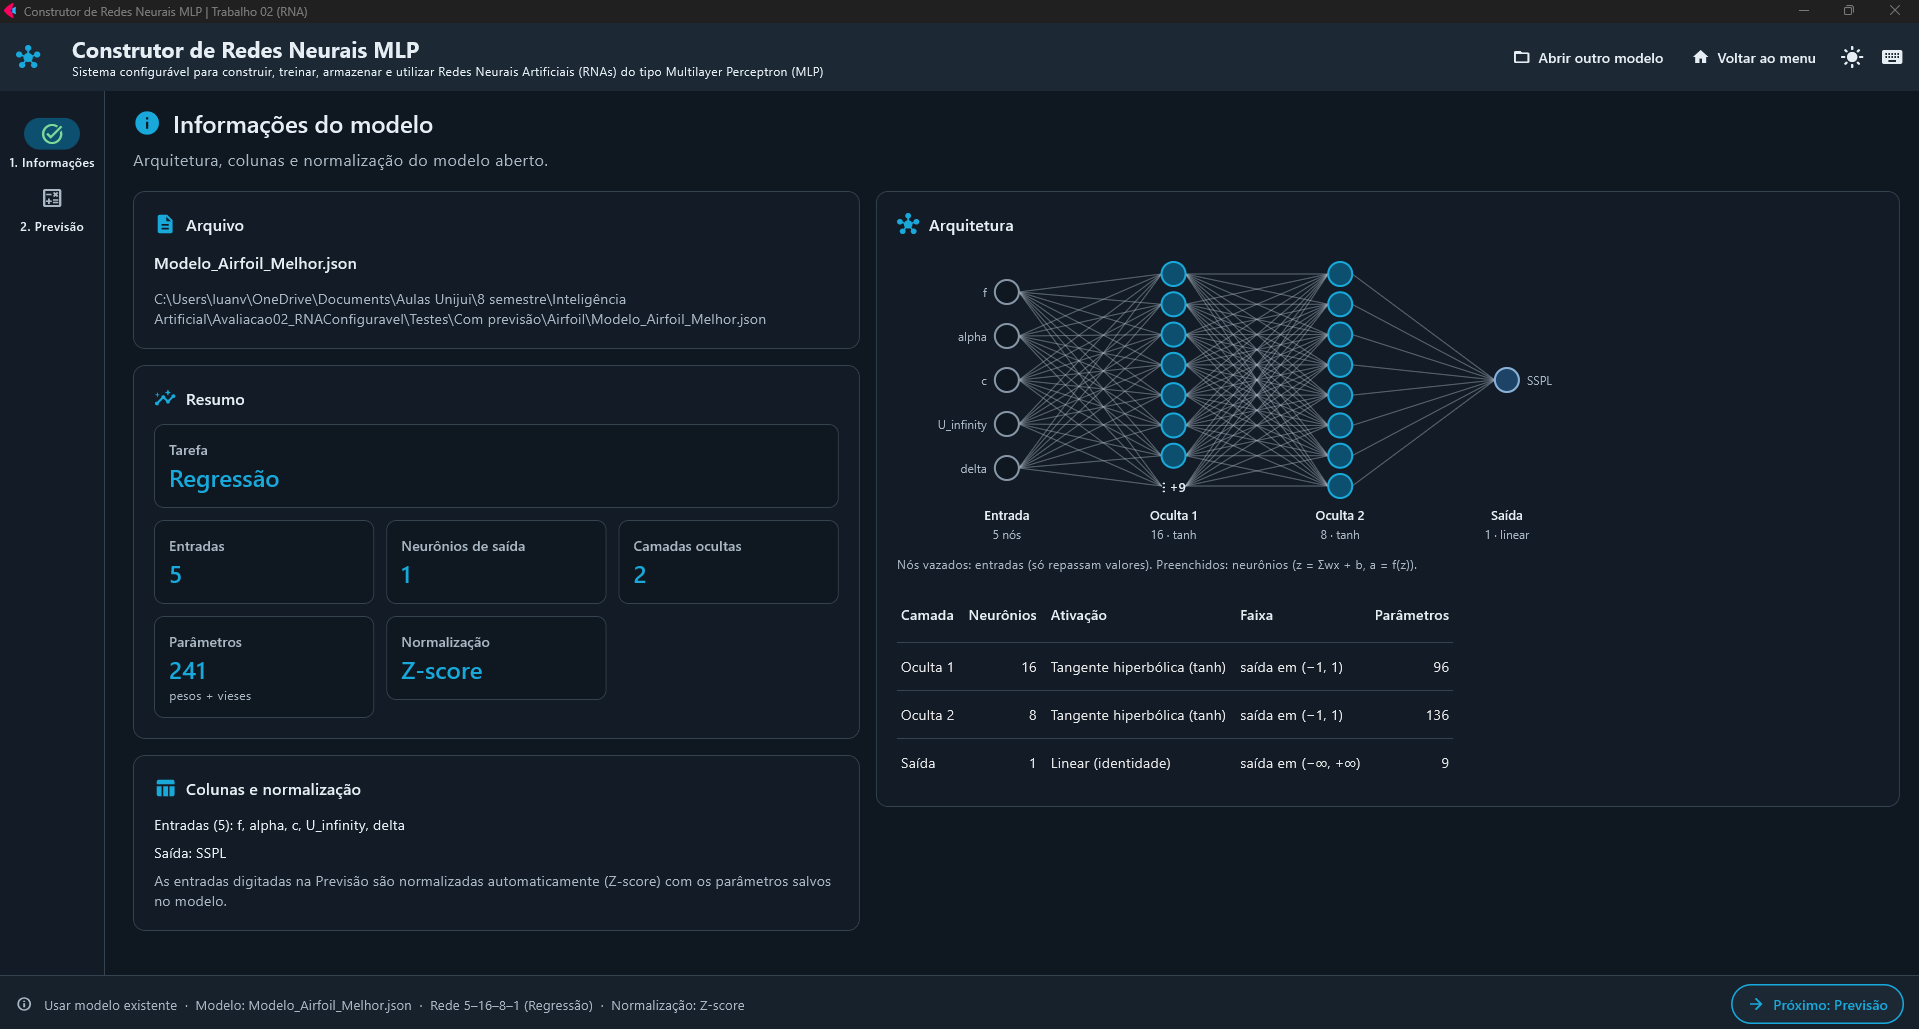 Construtor de Redes Neurais MLP | Trabalho 02 (RNA)
Construtor de Redes Neurais MLP
Sistema configurável para construir, treinar, armazenar e utilizar Redes Neurais Artificiais (RNAs) do tipo Multilayer Perceptron (MLP)
Abrir outro modelo
Voltar ao menu
1. Informações
2. Previsão
Informações do modelo
Arquitetura, colunas e normalização do modelo aberto.
Arquivo
Modelo_Airfoil_Melhor.json
C:\Users\luanv\OneDrive\Documents\Aulas Unijui\8 semestre\Inteligência
Artificial\Avaliacao02_RNAConfiguravel\Testes\Com previsão\Airfoil\Modelo_Airfoil_Melhor.json
Resumo
Tarefa
Regressão
Entradas
5
Neurônios de saída
1
Camadas ocultas
2
Parâmetros
241
pesos + vieses
Normalização
Z-score
Colunas e normalização
Entradas (5): f, alpha, c, U_infinity, delta
Saída: SSPL
As entradas digitadas na Previsão são normalizadas automaticamente (Z-score) com os parâmetros salvos
no modelo.
Arquitetura
f
alpha
c
U_infinity
delta
⋮ +9
SSPL
Entrada
5 nós
Oculta 1
16 · tanh
Oculta 2
8 · tanh
Saída
1 · linear
Nós vazados: entradas (só repassam valores). Preenchidos: neurônios (z = Σwx + b, a = f(z)).
Camada Neurônios Ativação Faixa Parâmetros
Oculta 1 16 Tangente hiperbólica (tanh) saída em (−1, 1) 96
Oculta 2 8 Tangente hiperbólica (tanh) saída em (−1, 1) 136
Saída 1 Linear (identidade) saída em (−∞, +∞) 9
Usar modelo existente · Modelo: Modelo_Airfoil_Melhor.json · Rede 5–16–8–1 (Regressão) · Normalização: Z-score
Próximo: Previsão